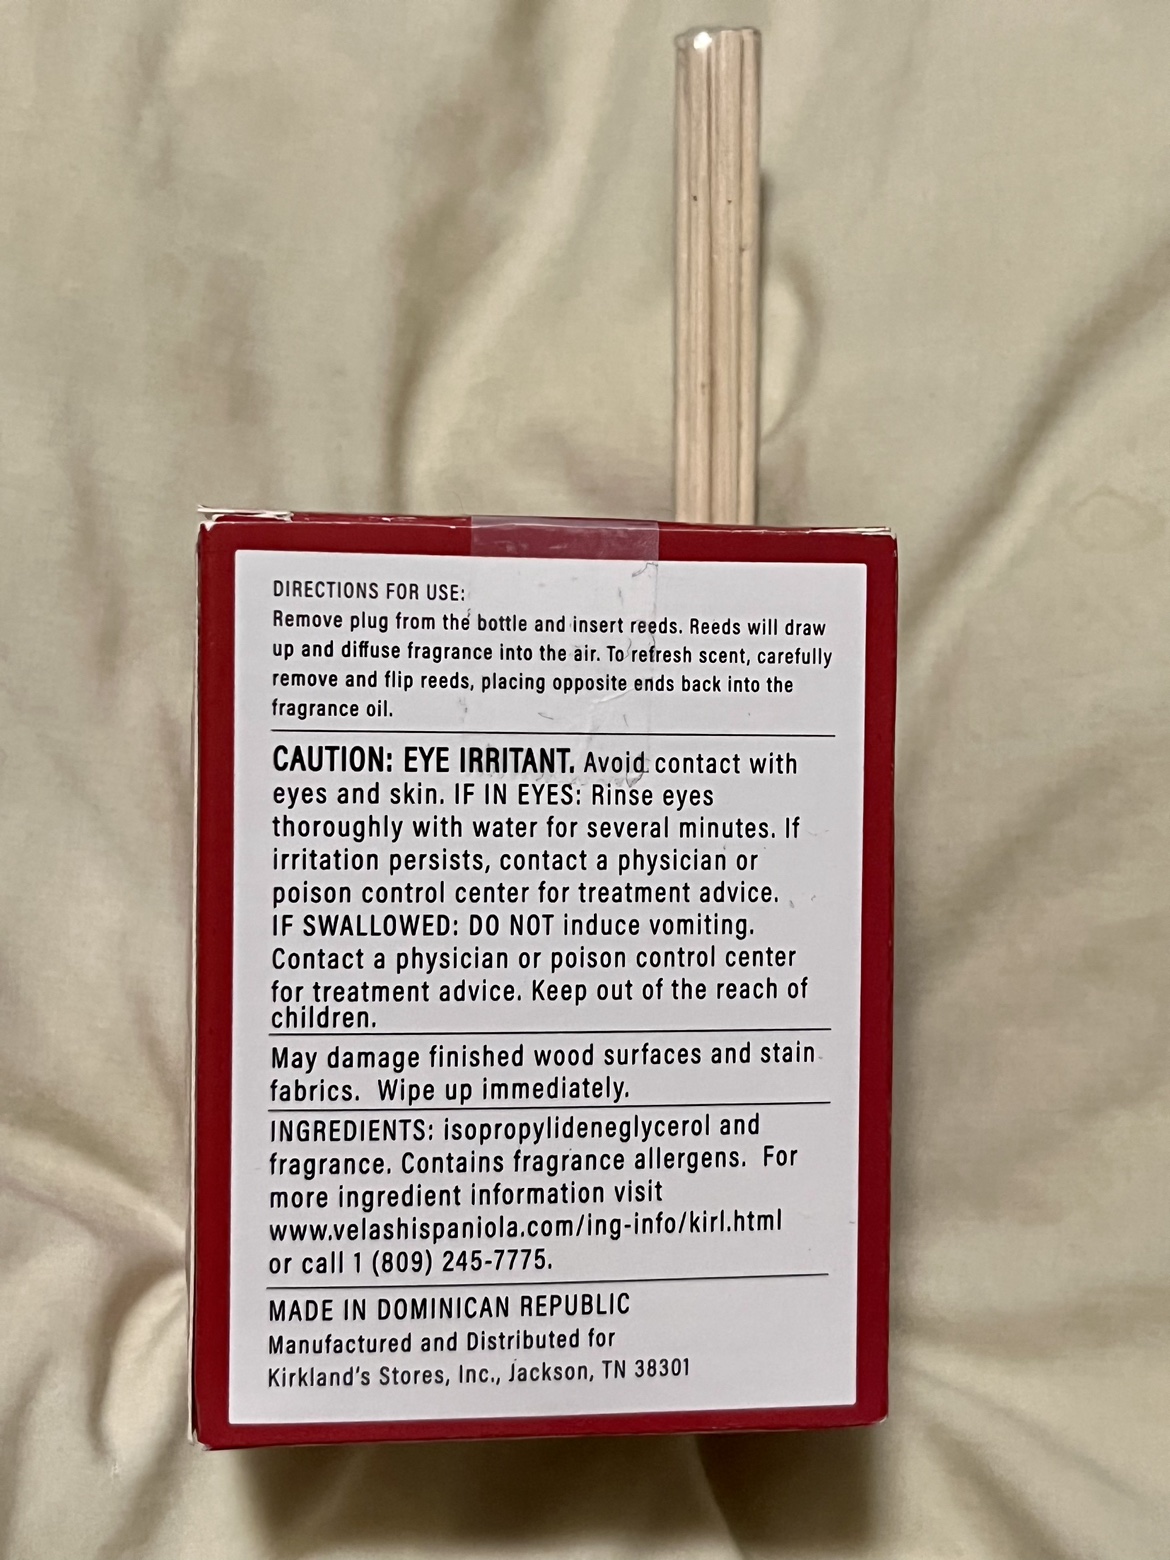 DIRECTIONS FOR USE:
Remove plug from the bottle and insert reeds. Reeds will draw
up and diffuse fragrance into the air. To refresh scent, carefully
remove and flip reeds, placing opposite ends back into the
fragrance oil.
CAUTION: EYE IRRITANT. Avoid contact with
eyes and skin. IF IN EYES: Rinse eyes
thoroughly with water for several minutes. If
irritation persists, contact a physician or
poison control center for treatment advice.
IF SWALLOWED: DO NOT induce vomiting.
Contact a physician or poison control center
for treatment advice. Keep out of the reach of
children.
May damage finished wood surfaces and stain
fabrics. Wipe up immediately.
INGREDIENTS: isopropylideneglycerol and
fragrance. Contains fragrance allergens. For
more ingredient information visit
www.velashispaniola.com/ing-info/kirl.html
or call 1 (809) 245-7775.
MADE IN DOMINICAN REPUBLIC
Manufactured and Distributed for
Kirkland's Stores, Inc., Jackson, TN 38301